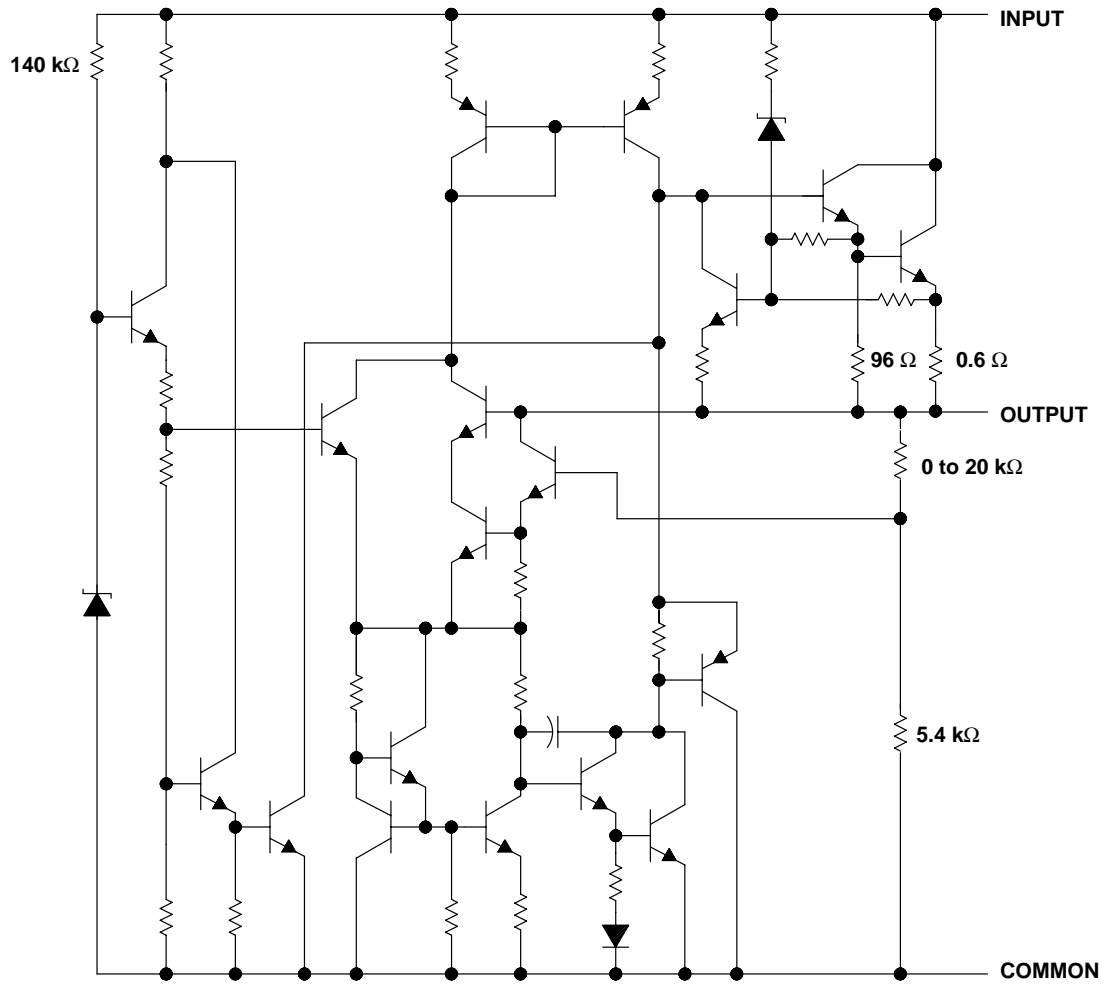 INPUT
140 kΩ
96 Ω
0.6 Ω
OUTPUT
0 to 20 kΩ
5.4 kΩ
COMMON